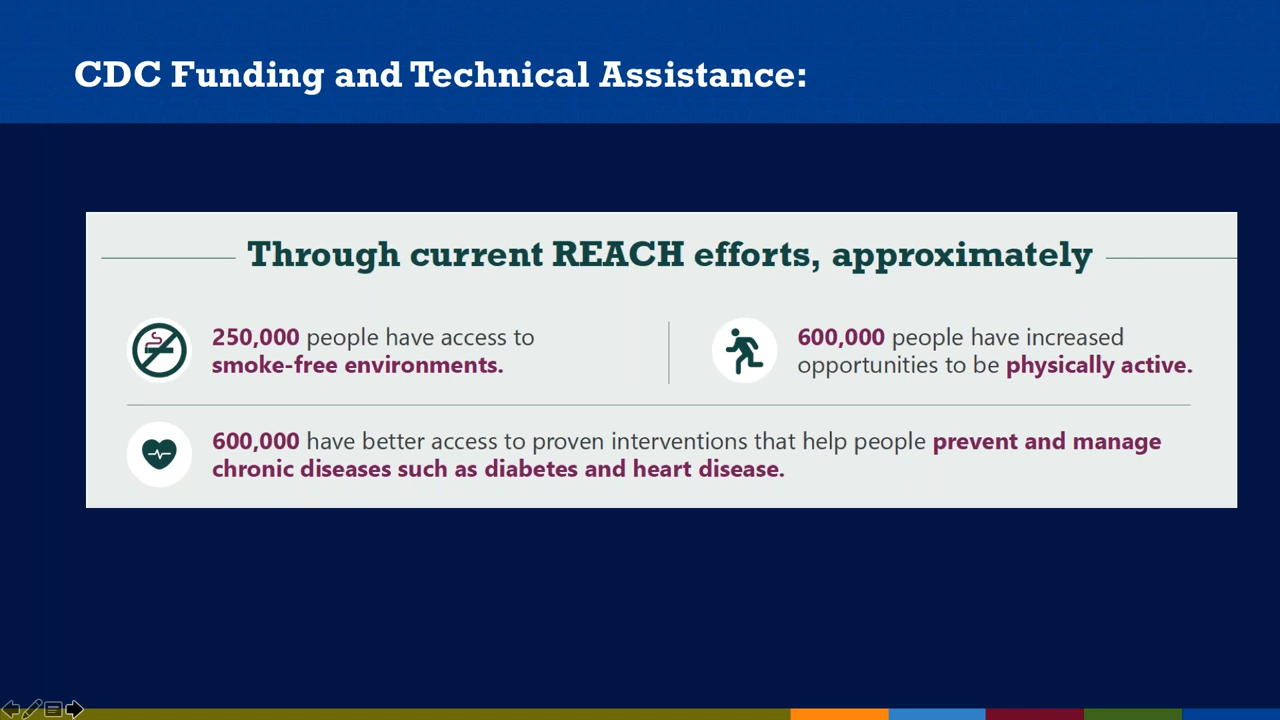 CDC Funding and Technical Assistance:
Through current REACH efforts, approximately
250,000 people have access to
smoke-free environments.
600,000 people have increased
opportunities to be physically active.
600,000 have better access to proven interventions that help people prevent and manage
chronic diseases such as diabetes and heart disease.